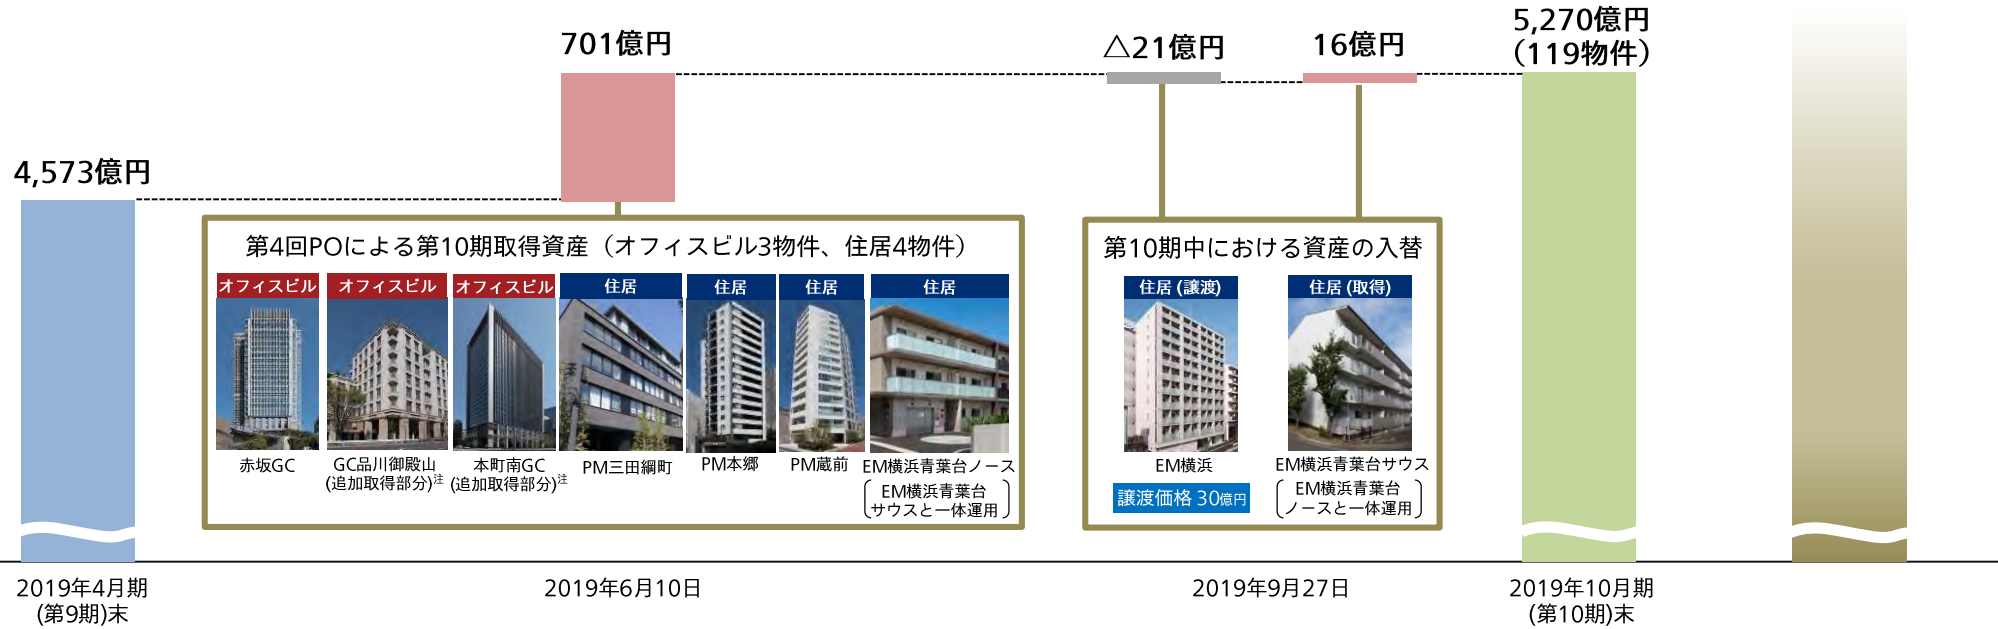 4,573億円
701億円
△21億円
16億円
5,270億円
(119物件)
第4回POによる第10期取得資産（オフィスビル3物件、住居4物件）
オフィスビル
オフィスビル
オフィスビル
住居
住居
住居
住居
赤坂GC
GC品川御殿山
(追加取得部分)注
本町南GC
(追加取得部分)注
PM三田綱町
PM本郷
PM蔵前
EM横浜青葉台ノース
EM横浜青葉台
サウスと一体運用
第10期中における資産の入替
住居 (譲渡)
住居 (取得)
EM横浜
譲渡価格 30億円
EM横浜青葉台サウス
EM横浜青葉台
ノースと一体運用
2019年4月期
(第9期)末
2019年6月10日
2019年9月27日
2019年10月期
(第10期)末